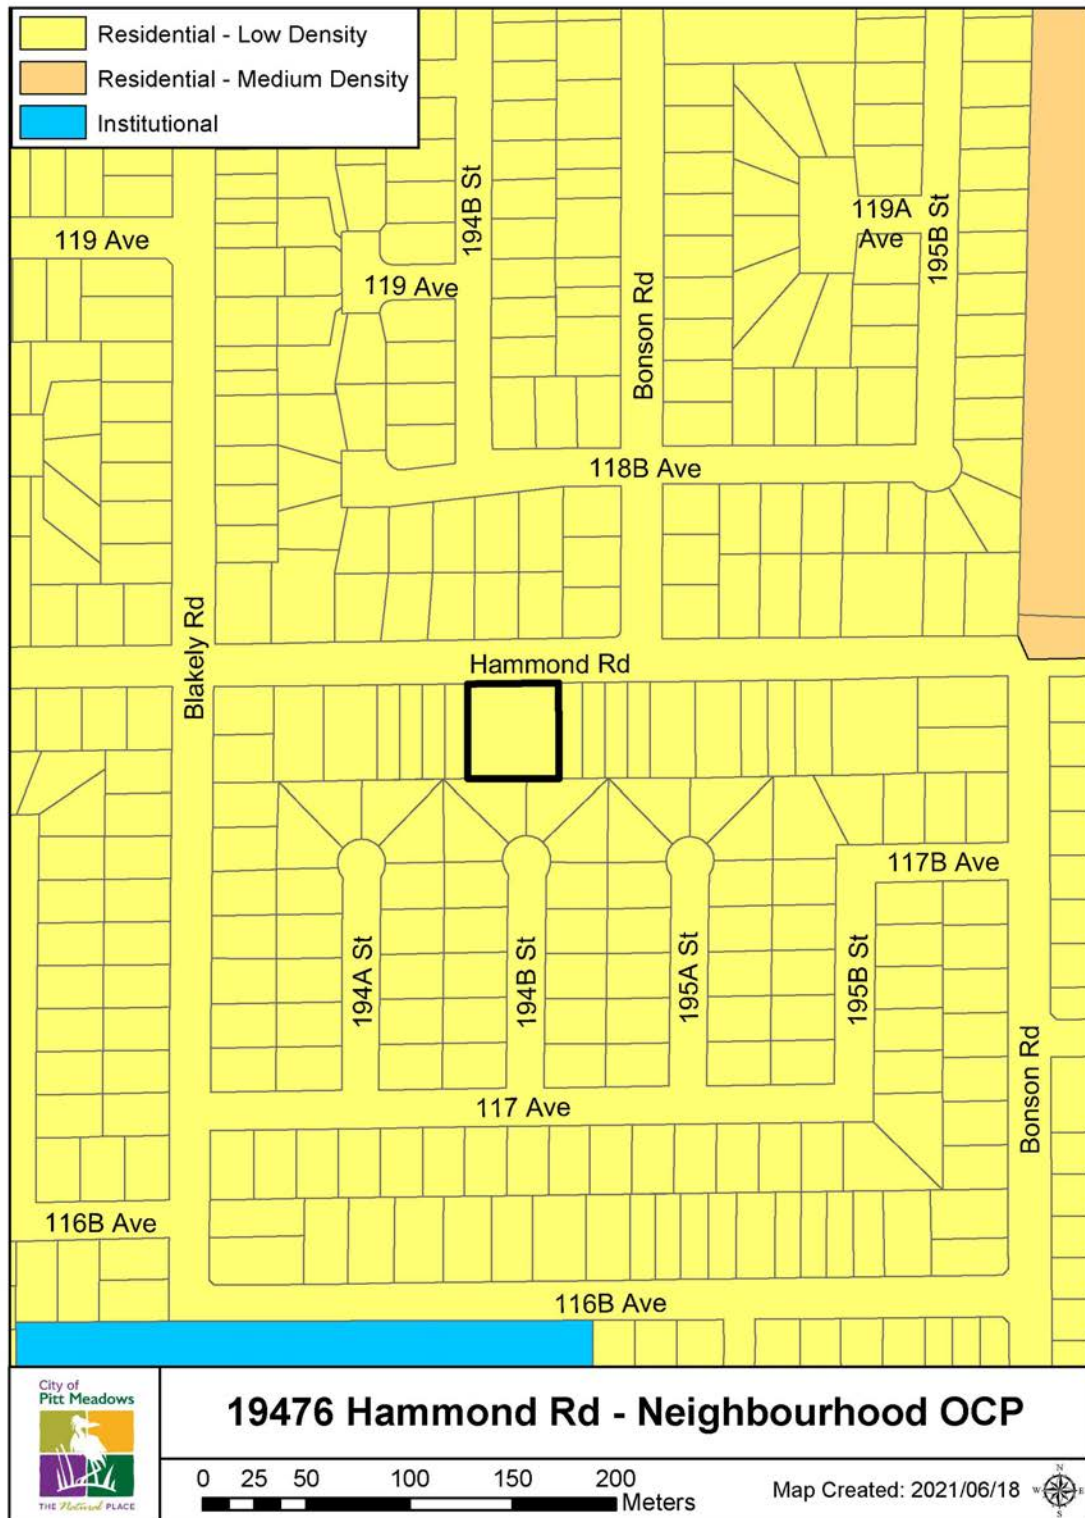 Residential - Low Density
Residential - Medium Density
Institutional
194B St
119A
Ave
195B St
119 Ave
119 Ave
Bonson Rd
118B Ave
Blakely Rd
Hammond Rd
117B Ave
194A St
194B St
195A St
195B St
Bonson Rd
117 Ave
116B Ave
116B Ave
City of
Pitt Meadows
THE Natural PLACE
19476 Hammond Rd - Neighbourhood OCP
0 25 50 100 150 200
Meters
Map Created: 2021/06/18
N
W E
S